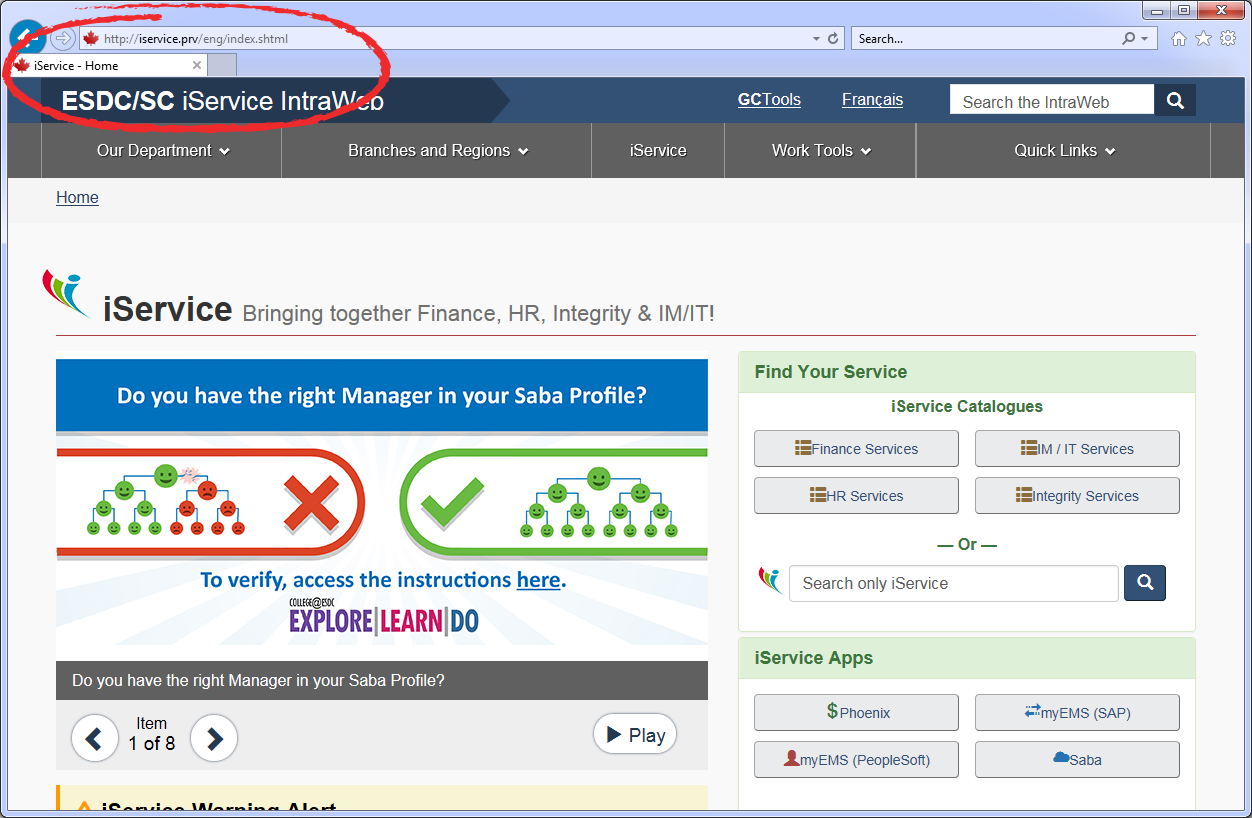 http://iservice.prv/eng/index.shtml
Search...
iService - Home
ESDC/SC iService IntraWeb
GCTools
Français
Search the IntraWeb
Our Department
Branches and Regions
iService
Work Tools
Quick Links
Home
iService Bringing together Finance, HR, Integrity & IM/IT!
Do you have the right Manager in your Saba Profile?
To verify, access the instructions here.
COLLEGE@ESDC
EXPLORE|LEARN|DO
Do you have the right Manager in your Saba Profile?
Item
1 of 8
Play
iService Warning Alert
Find Your Service
iService Catalogues
Finance Services
IM / IT Services
HR Services
Integrity Services
— Or —
Search only iService
iService Apps
$ Phoenix
myEMS (SAP)
myEMS (PeopleSoft)
Saba